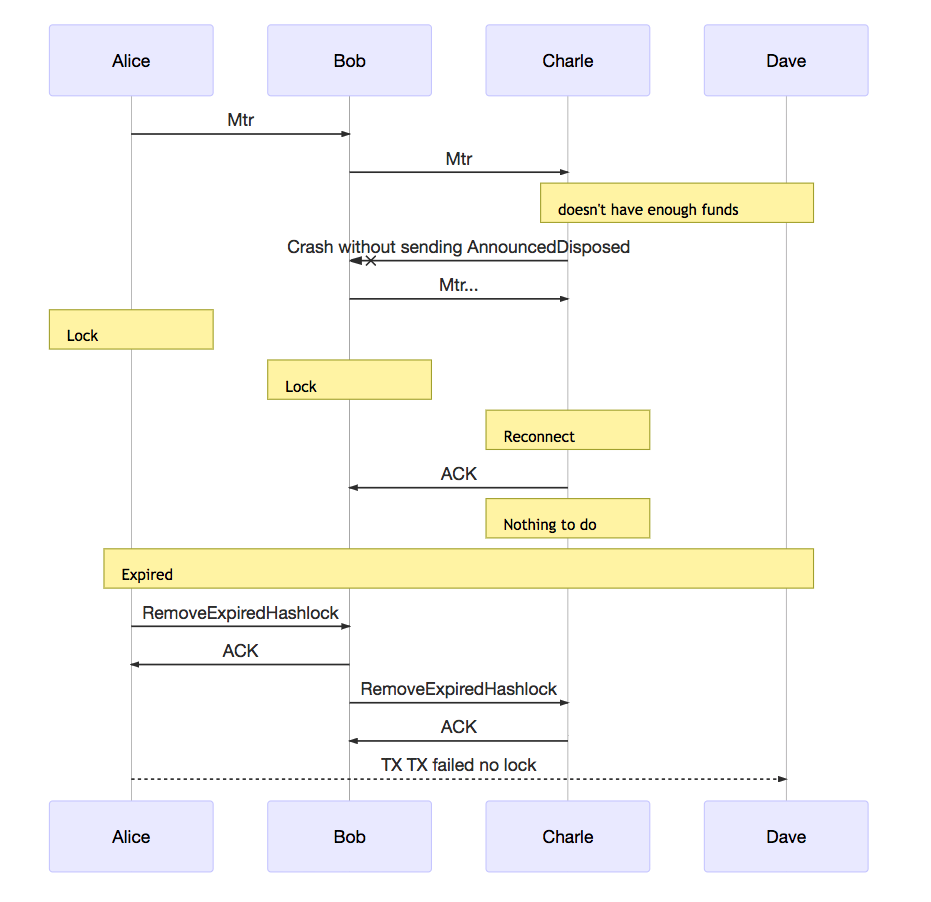 Alice
Bob
Charle
Dave
Mtr
Mtr
doesn't have enough funds
Crash without sending AnnouncedDisposed
Mtr...
Lock
Lock
Reconnect
ACK
Nothing to do
Expired
RemoveExpiredHashlock
ACK
RemoveExpiredHashlock
ACK
TX TX failed no lock
Alice
Bob
Charle
Dave